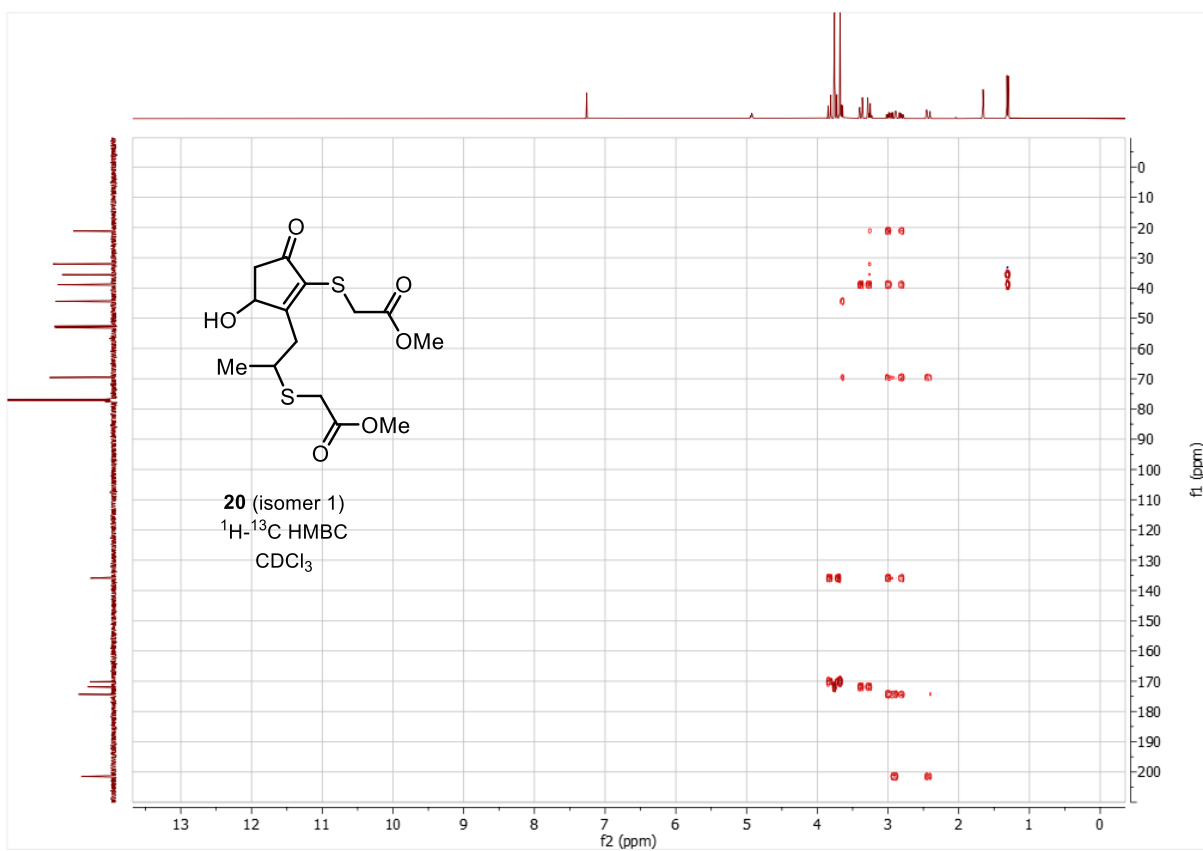 O
S
O
HO
OMe
Me
S
OMe
O
20 (isomer 1)
¹H-¹³C HMBC
CDCl₃
0
10
20
30
40
50
60
70
80
90
100
110
120
130
140
150
160
170
180
190
200
f1 (ppm)
13 12 11 10 9 8 7 6 5 4 3 2 1 0
f2 (ppm)